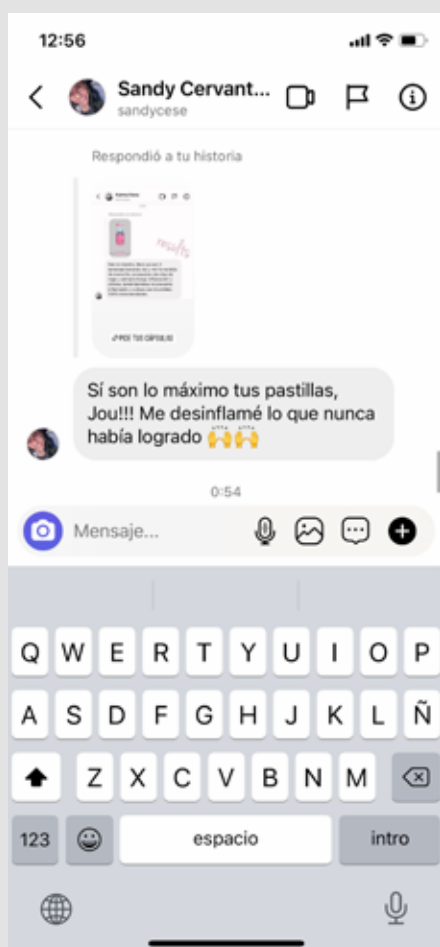 12:56
Sandy Cervant...
sandycese
Respondió a tu historia
results
Sí son lo máximo tus pastillas,
Jou!!! Me desinflamé lo que nunca
había logrado 🙌🙌
0:54
Mensaje...
Q W E R T Y U I O P
A S D F G H J K L Ñ
Z X C V B N M
123 espacio intro